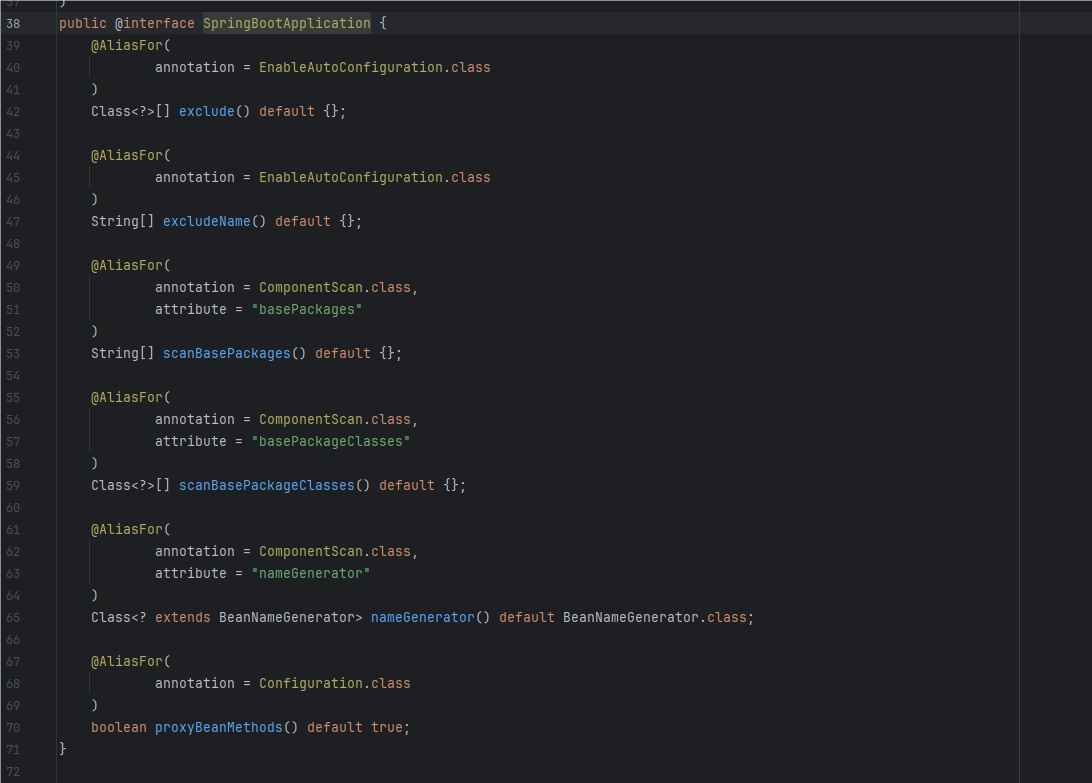 37 )
38 public @interface SpringBootApplication {
39     @AliasFor(
40             annotation = EnableAutoConfiguration.class
41     )
42     Class<?>[] exclude() default {};
43
44     @AliasFor(
45             annotation = EnableAutoConfiguration.class
46     )
47     String[] excludeName() default {};
48
49     @AliasFor(
50             annotation = ComponentScan.class,
51             attribute = "basePackages"
52     )
53     String[] scanBasePackages() default {};
54
55     @AliasFor(
56             annotation = ComponentScan.class,
57             attribute = "basePackageClasses"
58     )
59     Class<?>[] scanBasePackageClasses() default {};
60
61     @AliasFor(
62             annotation = ComponentScan.class,
63             attribute = "nameGenerator"
64     )
65     Class<? extends BeanNameGenerator> nameGenerator() default BeanNameGenerator.class;
66
67     @AliasFor(
68             annotation = Configuration.class
69     )
70     boolean proxyBeanMethods() default true;
71 }
72